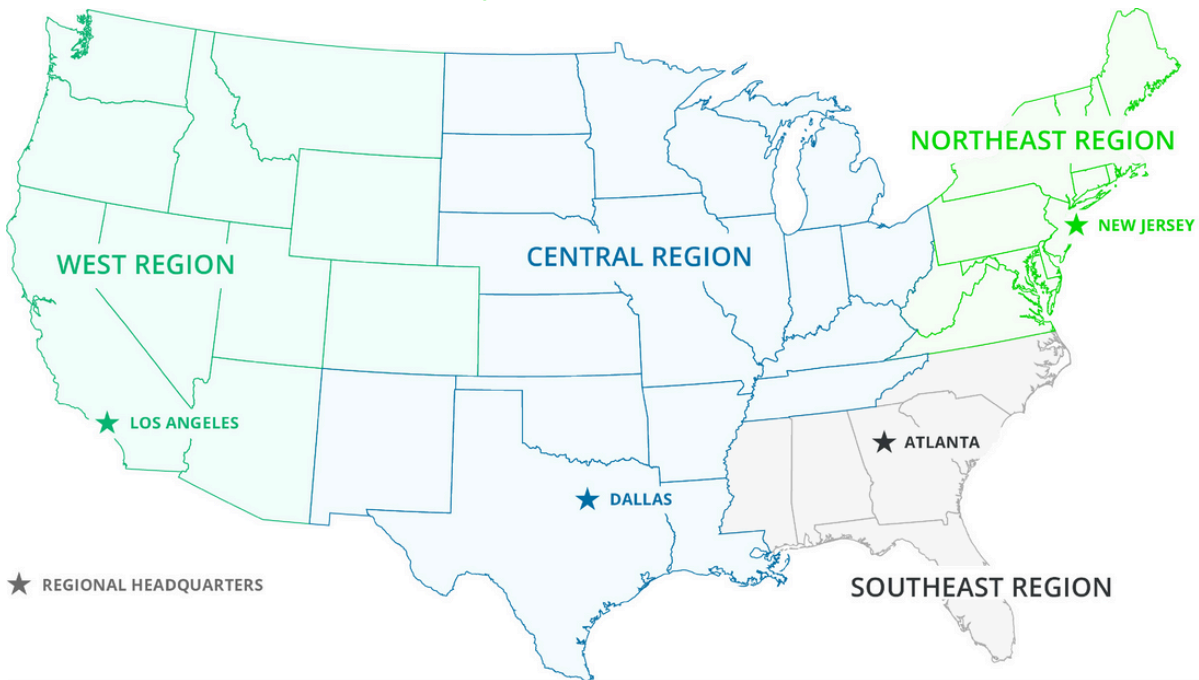 NORTHEAST REGION
NEW JERSEY
WEST REGION
CENTRAL REGION
LOS ANGELES
ATLANTA
DALLAS
REGIONAL HEADQUARTERS
SOUTHEAST REGION